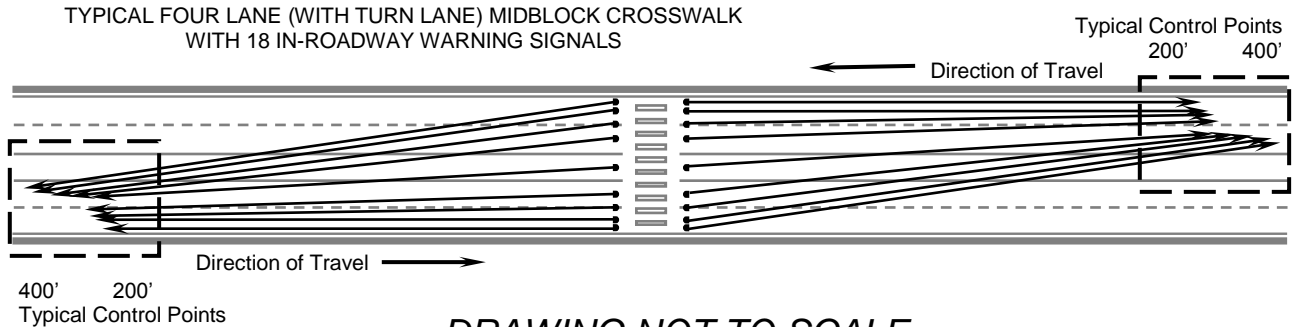 TYPICAL FOUR LANE (WITH TURN LANE) MIDBLOCK CROSSWALK
WITH 18 IN-ROADWAY WARNING SIGNALS
Typical Control Points
200’ 400’
Direction of Travel
Direction of Travel
400’ 200’
Typical Control Points
DRAWING NOT TO SCALE